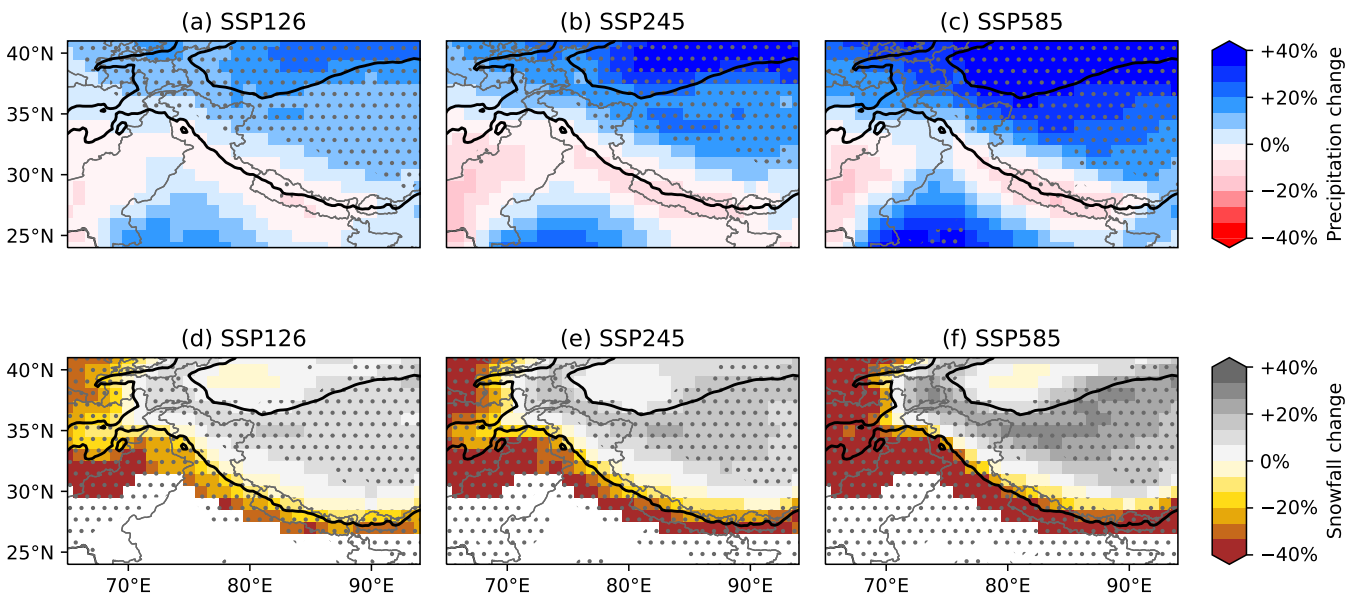 (a) SSP126
(b) SSP245
(c) SSP585
40°N
35°N
30°N
25°N
+40%
+20%
0%
−20%
−40%
Precipitation change
(d) SSP126
(e) SSP245
(f) SSP585
40°N
35°N
30°N
25°N
70°E
80°E
90°E
70°E
80°E
90°E
70°E
80°E
90°E
+40%
+20%
0%
−20%
−40%
Snowfall change